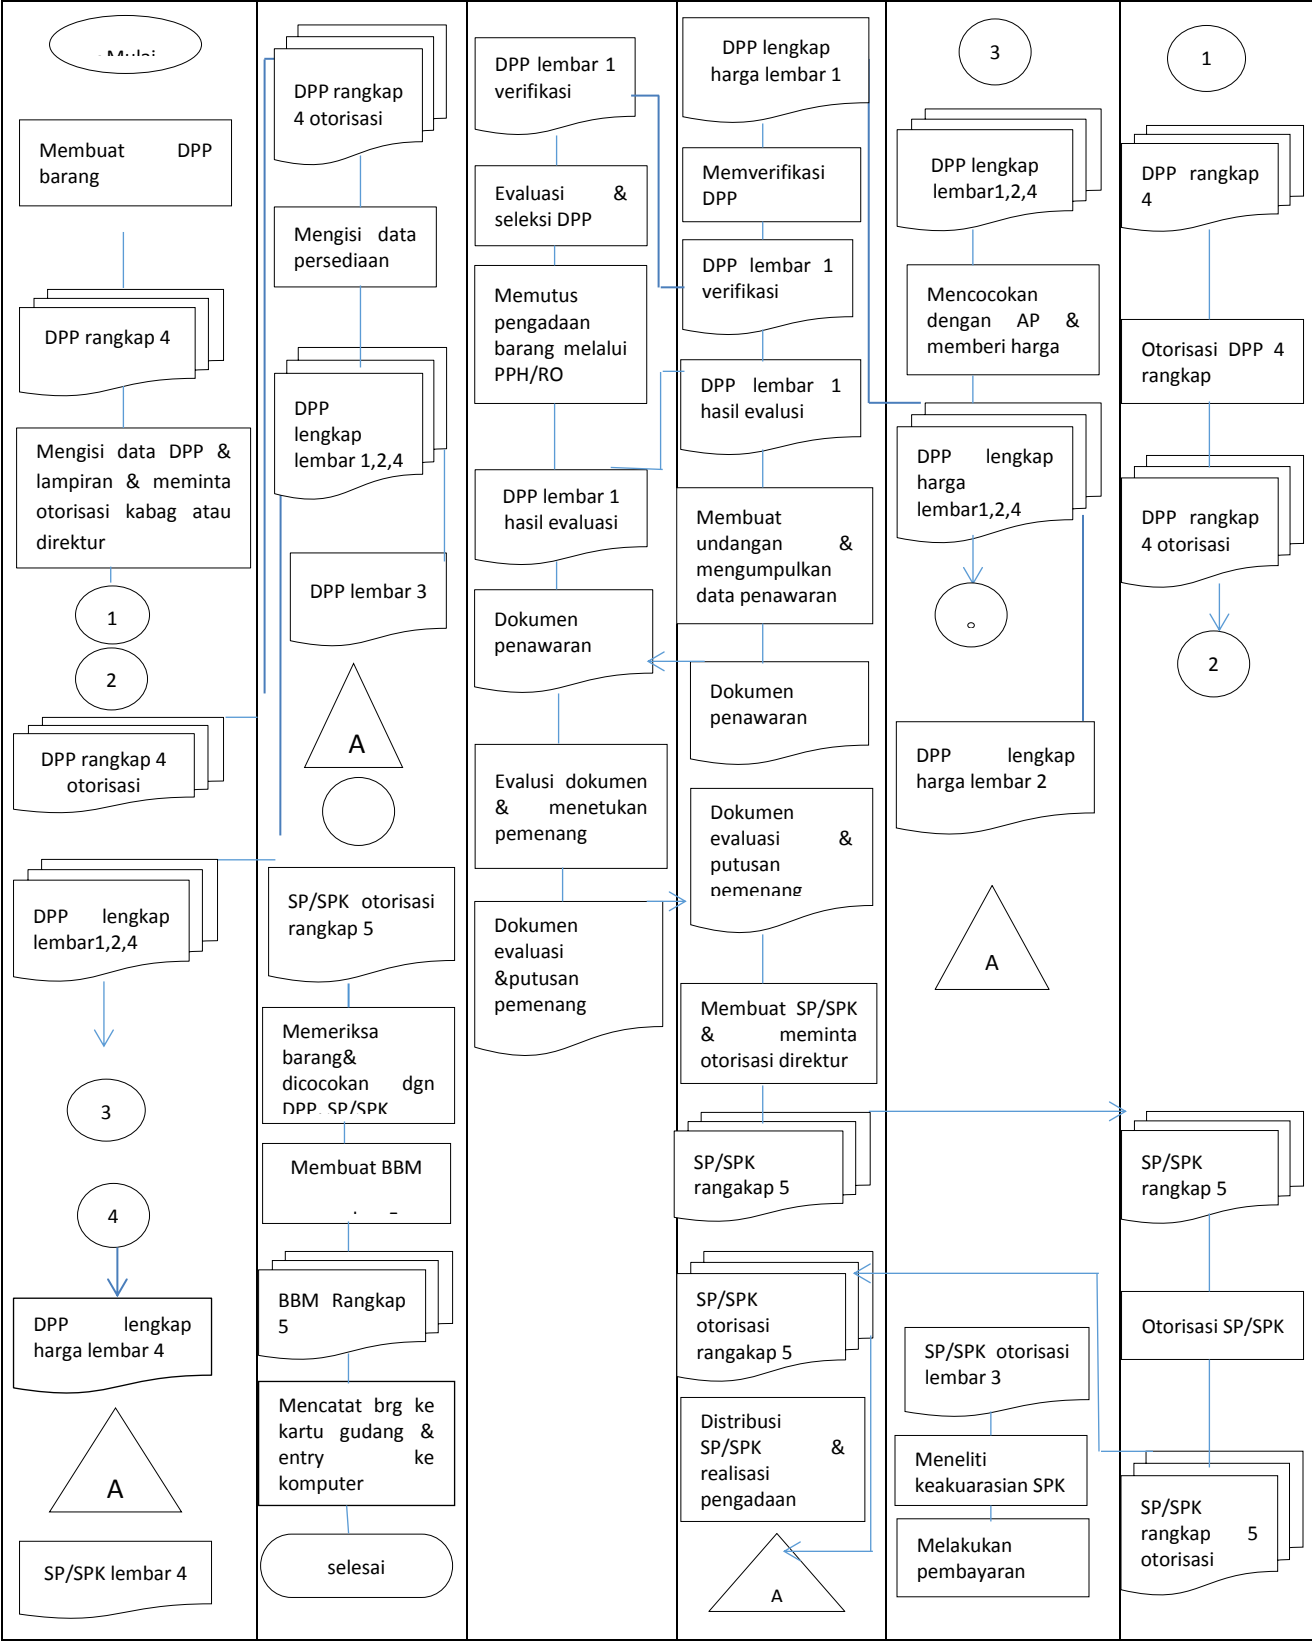 Membuat DPP
barang
DPP rangkap 4
Mengisi data DPP &
lampiran & meminta
otorisasi kabag atau
direktur
1
2
DPP rangkap 4
otorisasi
DPP lengkap
lembar1,2,4
3
4
DPP lengkap
harga lembar 4
A
SP/SPK lembar 4
DPP rangkap
4 otorisasi
Mengisi data
persediaan
DPP
lengkap
lembar 1,2,4
DPP lembar 3
A
SP/SPK otorisasi
rangkap 5
Memeriksa
barang&
dicocokan dgn
DPP, SP/SPK
Membuat BBM
BBM Rangkap
5
Mencatat brg ke
kartu gudang &
entry ke
komputer
selesai
DPP lembar 1
verifikasi
Evaluasi &
seleksi DPP
Memutus
pengadaan
barang melalui
PPH/RO
DPP lembar 1
hasil evaluasi
Dokumen
penawaran
Evalusi dokumen
& menetukan
pemenang
Dokumen
evaluasi
&putusan
pemenang
DPP lengkap
harga lembar 1
Memverifikasi
DPP
DPP lembar 1
verifikasi
DPP lembar 1
hasil evalusi
Membuat
undangan &
mengumpulkan
data penawaran
Dokumen
penawaran
Dokumen
evaluasi &
putusan
pemenang
Membuat SP/SPK
& meminta
otorisasi direktur
SP/SPK
rangakap 5
SP/SPK
otorisasi
rangakap 5
Distribusi
SP/SPK &
realisasi
pengadaan
A
3
DPP lengkap
lembar1,2,4
Mencocokan
dengan AP &
memberi harga
DPP lengkap
harga
lembar1,2,4
DPP lengkap
harga lembar 2
A
SP/SPK otorisasi
lembar 3
Meneliti
keakuarasian SPK
Melakukan
pembayaran
1
DPP rangkap
4
Otorisasi DPP 4
rangkap
DPP rangkap
4 otorisasi
2
SP/SPK
rangkap 5
Otorisasi SP/SPK
SP/SPK
rangkap 5
otorisasi